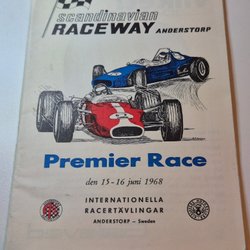 scandinavian
RACEWAY ANDERSTORP
Premier Race
den 15-16 juni 1968
INTERNATIONELLA
RACERTÄVLINGAR
ANDERSTORP - Sweden